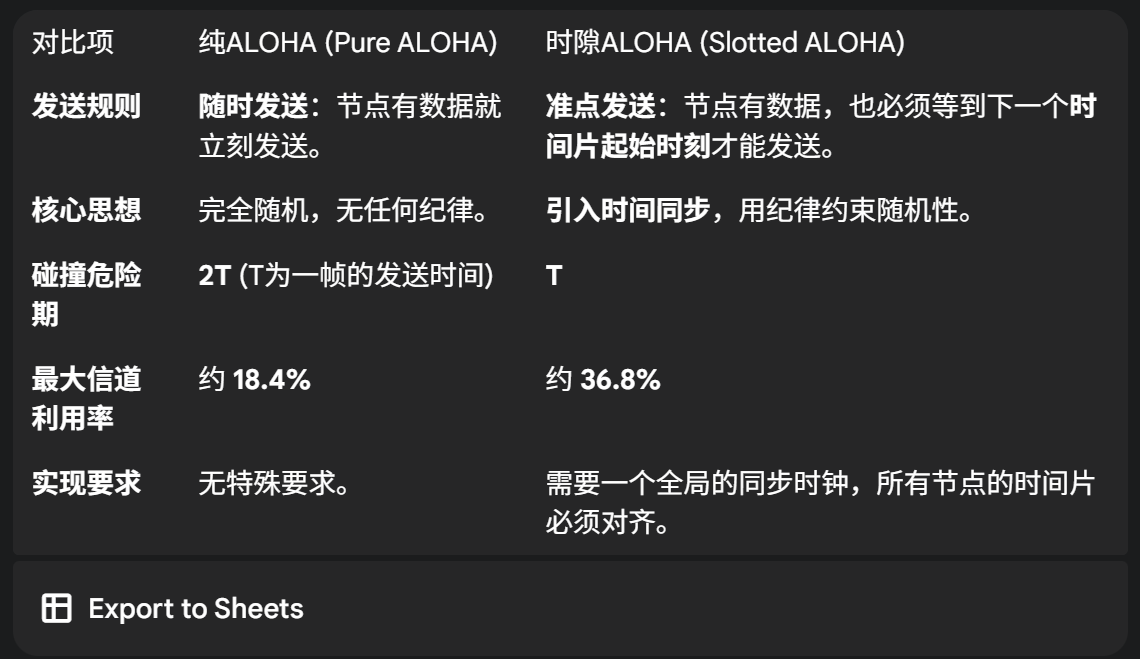 对比项 纯ALOHA (Pure ALOHA) 时隙ALOHA (Slotted ALOHA)
发送规则 随时发送：节点有数据就 准点发送：节点有数据，也必须等到下一个时
立刻发送。 间片起始时刻才能发送。
核心思想 完全随机，无任何纪律。 引入时间同步，用纪律约束随机性。
碰撞危险 2T (T为一帧的发送时间) T
期
最大信道 约 18.4% 约 36.8%
利用率
实现要求 无特殊要求。 需要一个全局的同步时钟，所有节点的时间片
必须对齐。
Export to Sheets